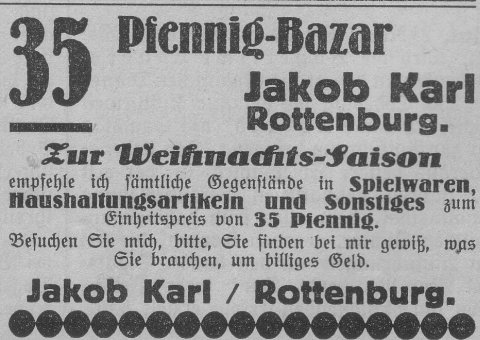 35 Pfennig-Bazar
Jakob Karl
Rottenburg.
Zur Weihnachts-Saison
empfehle ich sämtliche Gegenstände in Spielwaren,
Haushaltungsartikeln und Sonstiges zum
Einheitspreis von 35 Pfennig.
Besuchen Sie mich, bitte, Sie finden bei mir gewiß, was
Sie brauchen, um billiges Geld.
Jakob Karl / Rottenburg.